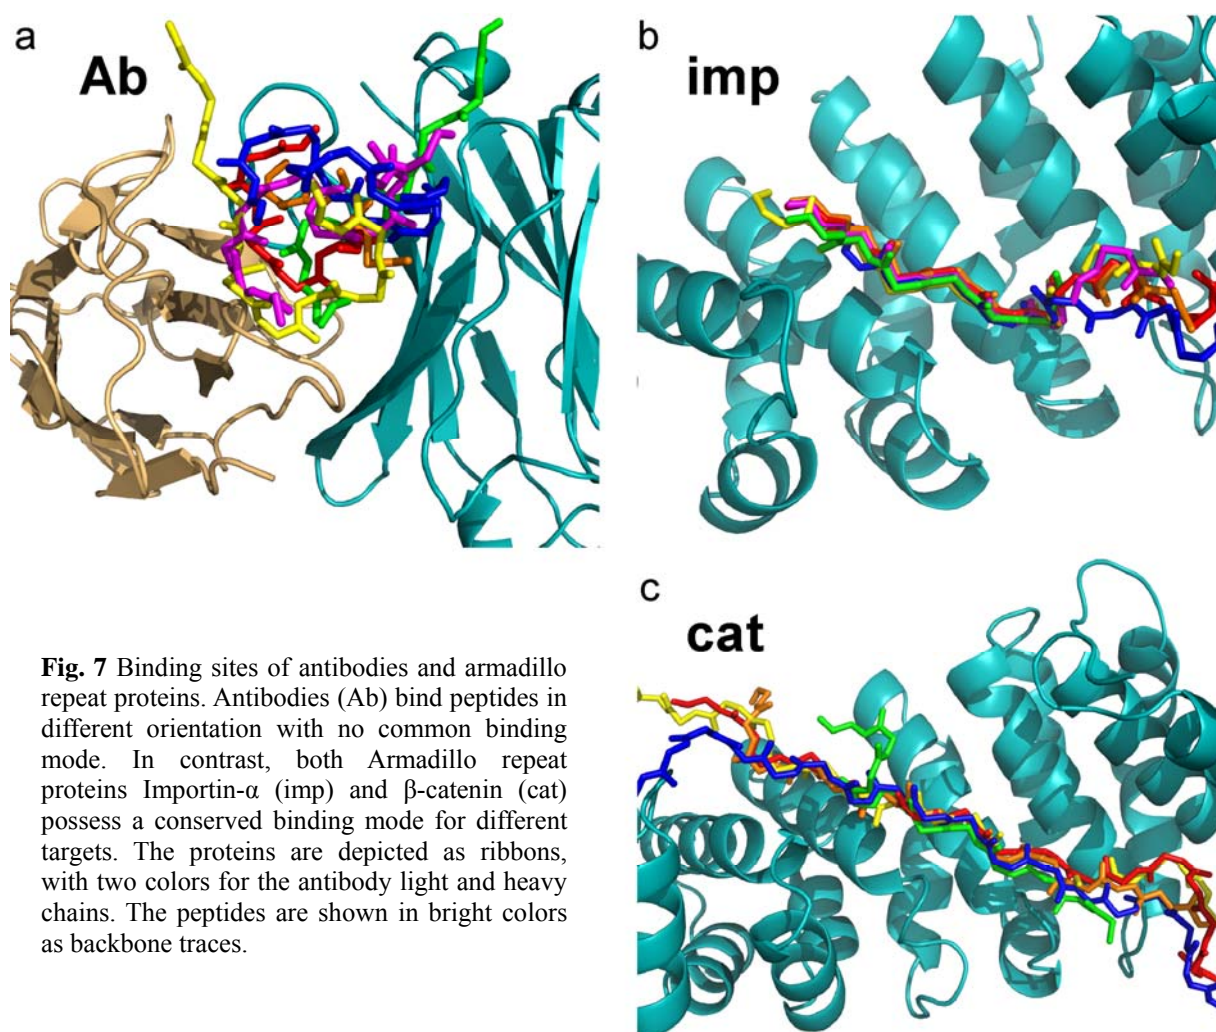 a
Ab
b
imp
c
cat
Fig. 7 Binding sites of antibodies and armadillo
repeat proteins. Antibodies (Ab) bind peptides in
different orientation with no common binding
mode. In contrast, both Armadillo repeat
proteins Importin-α (imp) and β-catenin (cat)
possess a conserved binding mode for different
targets. The proteins are depicted as ribbons,
with two colors for the antibody light and heavy
chains. The peptides are shown in bright colors
as backbone traces.